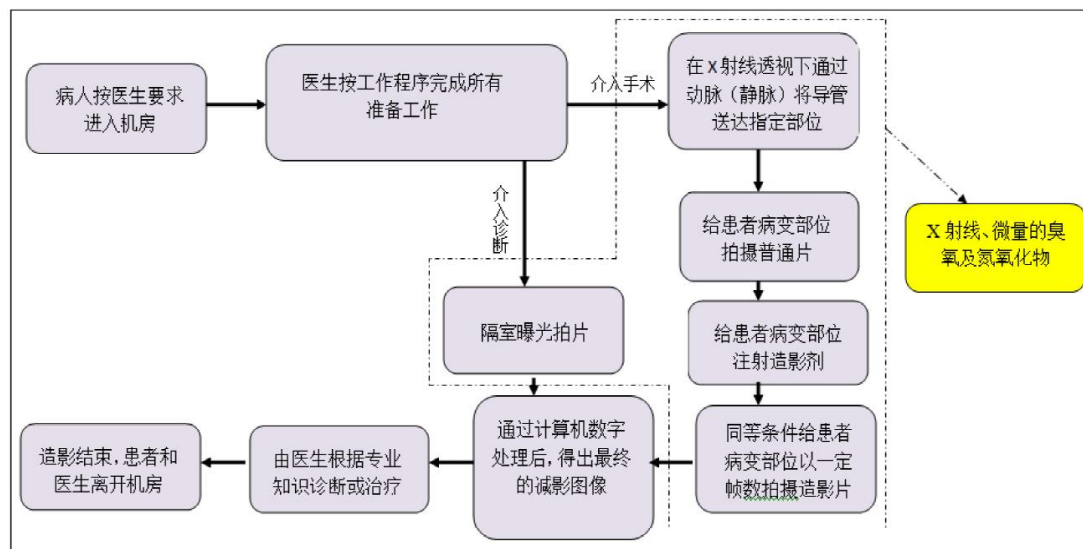 病人按医生要求
进入机房
医生按工作程序完成所有
准备工作
介入手术
在 X 射线透视下通过
动脉（静脉）将导管
送达指定部位
介入诊断
给患者病变部位
拍摄普通片
X 射线、微量的臭
氧及氮氧化物
隔室曝光拍片
给患者病变部位
注射造影剂
造影结束，患者和
医生离开机房
由医生根据专业
知识诊断或治疗
通过计算机数字
处理后，得出最终
的减影图像
同等条件给患者
病变部位以一定
帧数拍摄造影片